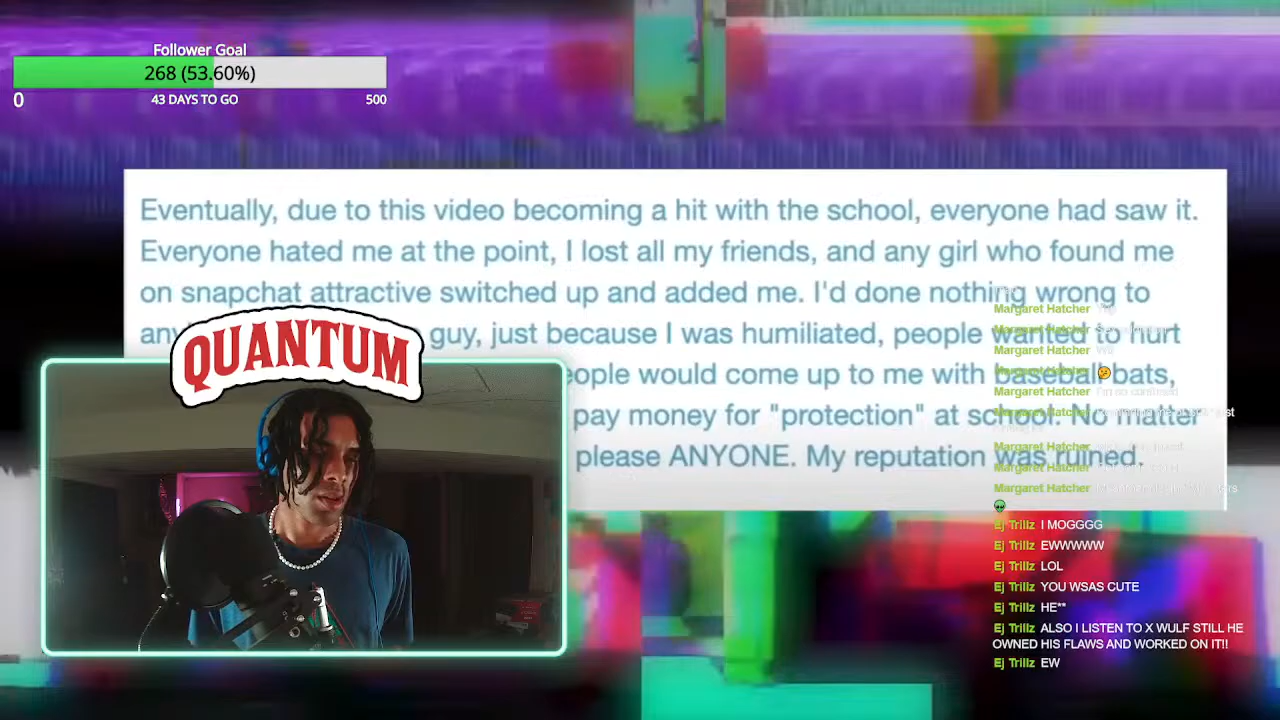 Follower Goal
268 (53.60%)
0
43 DAYS TO GO
500
Eventually, due to this video becoming a hit with the school, everyone had saw it.
Everyone hated me at the point, I lost all my friends, and any girl who found me
on snapchat attractive switched up and added me. I'd done nothing wrong to
guy, just because I was humiliated, people wanted to hurt
people would come up to me with baseball bats,
pay money for "protection" at school. No matter
please ANYONE. My reputation was ruined.
QUANTUM
Margaret Hatcher
Margaret Hatcher
Margaret Hatcher
Margaret Hatcher
Margaret Hatcher I'm so confused
Margaret Hatcher
Margaret Hatcher
Margaret Hatcher
Margaret Hatcher
Ej Trillz I MOGGGG
Ej Trillz EWWWWW
Ej Trillz LOL
Ej Trillz YOU WSAS CUTE
Ej Trillz HE**
Ej Trillz ALSO I LISTEN TO X WULF STILL HE
OWNED HIS FLAWS AND WORKED ON IT!!
Ej Trillz EW